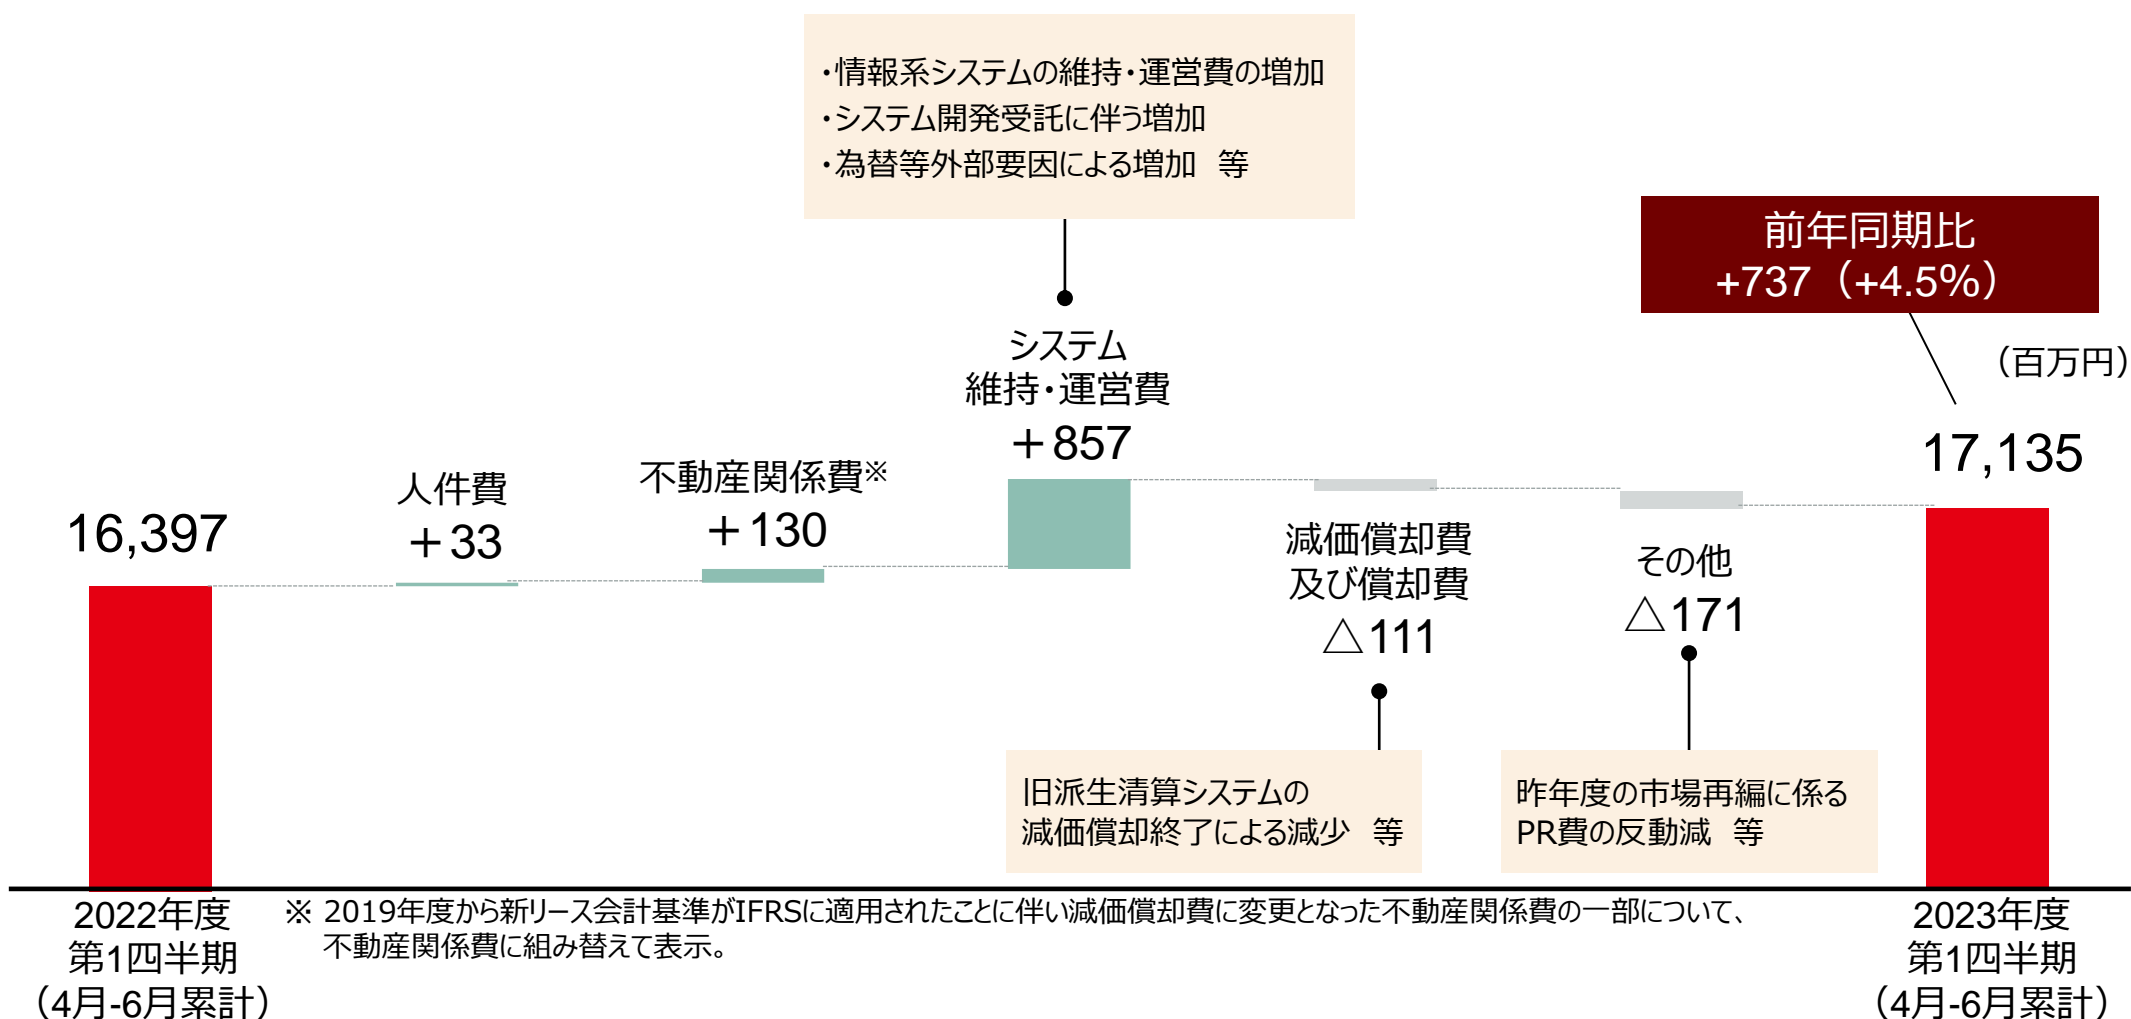 ・情報系システムの維持・運営費の増加
・システム開発受託に伴う増加
・為替等外部要因による増加　等
前年同期比
+737（+4.5%）
（百万円）
16,397
人件費
＋33
不動産関係費※
＋130
システム
維持・運営費
＋857
減価償却費
及び償却費
△111
その他
△171
17,135
旧派生清算システムの
減価償却終了による減少　等
昨年度の市場再編に係る
PR費の反動減　等
2022年度
第1四半期
（4月-6月累計）
※ 2019年度から新リース会計基準がIFRSに適用されたことに伴い減価償却費に変更となった不動産関係費の一部について、
不動産関係費に組み替えて表示。
2023年度
第1四半期
（4月-6月累計）